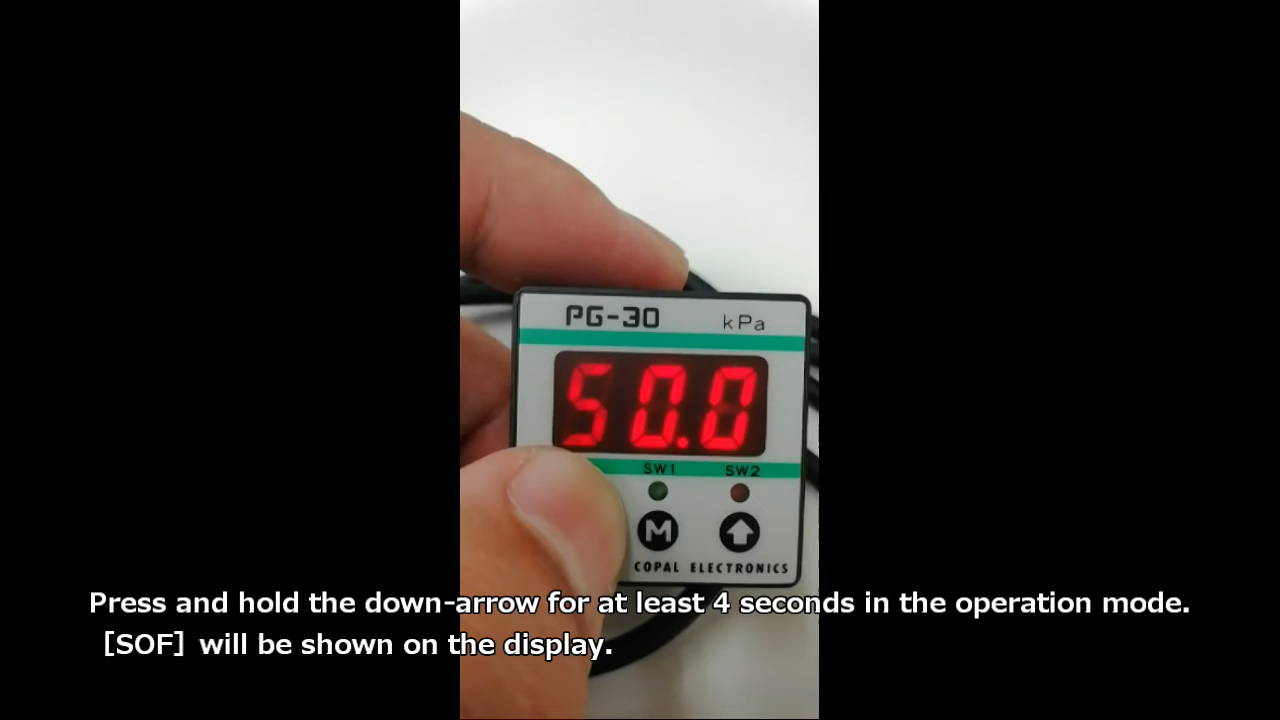 PG-30 kPa
50.0
SW1 SW2
M
COPAL ELECTRONICS
Press and hold the down-arrow for at least 4 seconds in the operation mode.
［SOF］ will be shown on the display.